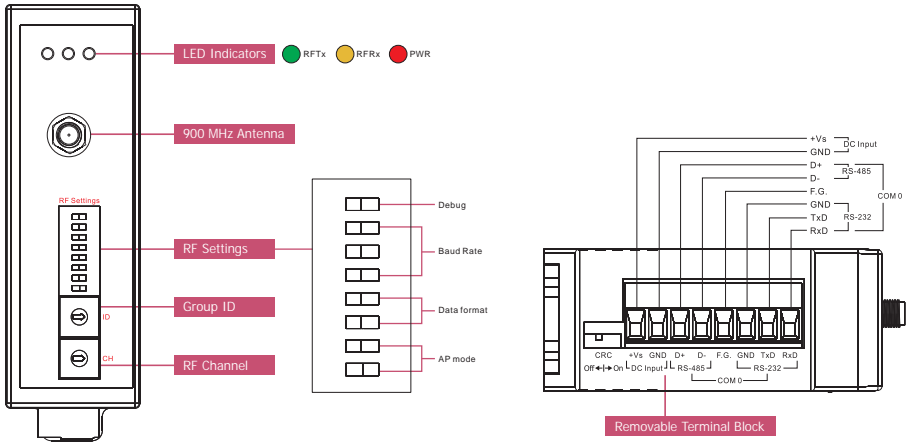 LED Indicators
RFTx
RFRx
PWR
900 MHz Antenna
RF Settings
RF Settings
Group ID
ID
CH
RF Channel
Debug
Baud Rate
Data format
AP mode
+Vs
GND
DC Input
D+
D-
RS-485
F.G.
GND
TxD
RxD
RS-232
COM 0
CRC
Off On
+Vs GND D+ D- F.G. GND TxD RxD
DC Input RS-485 RS-232
COM 0
Removable Terminal Block